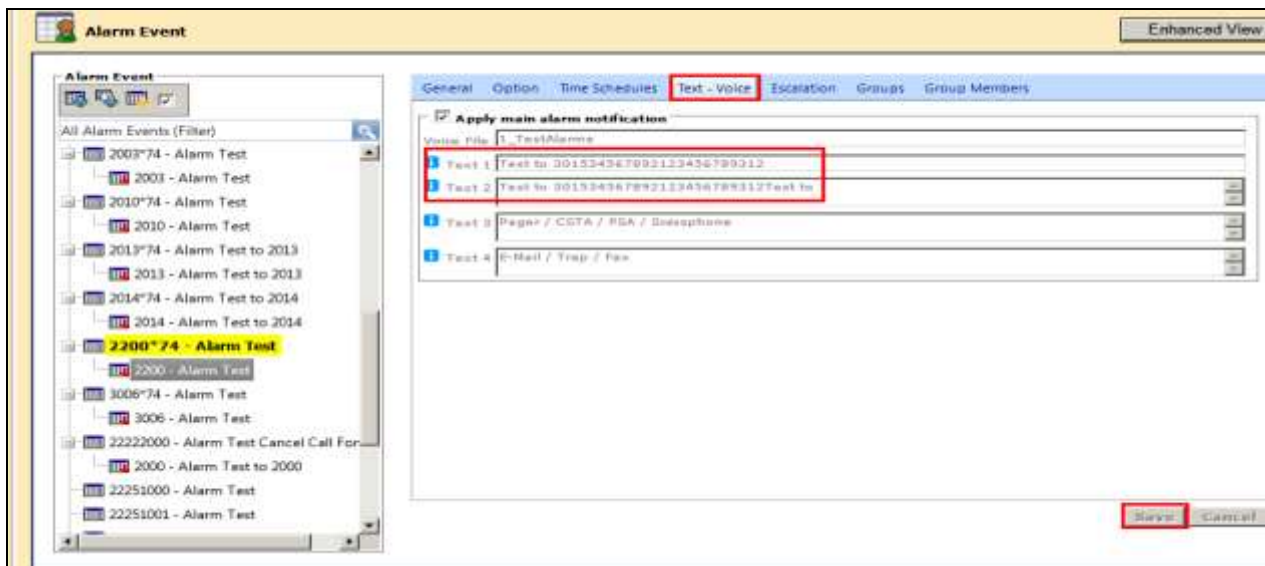 Alarm Event
Enhanced View
Alarm Event
All Alarm Events (Filter)
2003*74 - Alarm Test
2003 - Alarm Test
2010*74 - Alarm Test
2010 - Alarm Test
2013*74 - Alarm Test to 2013
2013 - Alarm Test to 2013
2014*74 - Alarm Test to 2014
2014 - Alarm Test to 2014
2200*74 - Alarm Test
2200 - Alarm Test
3006*74 - Alarm Test
3006 - Alarm Test
22222000 - Alarm Test Cancel Call For
2000 - Alarm Test to 2000
22251000 - Alarm Test
22251001 - Alarm Test
General Option Time Schedules Text - Voice Escalation Groups Group Members
Apply main alarm notification
Voice File 1_TestAlarms
Text 1 Text to
Text 2 Text to
Text 3 Pager / CSTA / PSA /
Text 4 E-Mail / Trap / Fax
Save Cancel